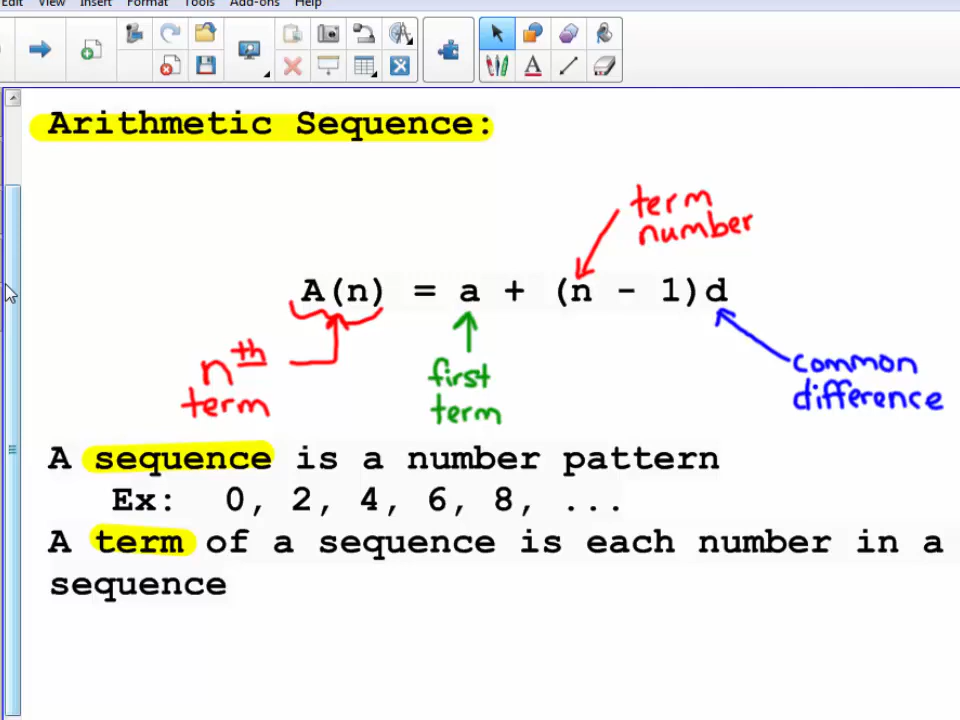 Edit View Insert Format Tools Add-ons Help
Arithmetic Sequence:
term
number
A(n) = a + (n - 1)d
nth
term
first
term
common
difference
A sequence is a number pattern
Ex: 0, 2, 4, 6, 8, ...
A term of a sequence is each number in a
sequence